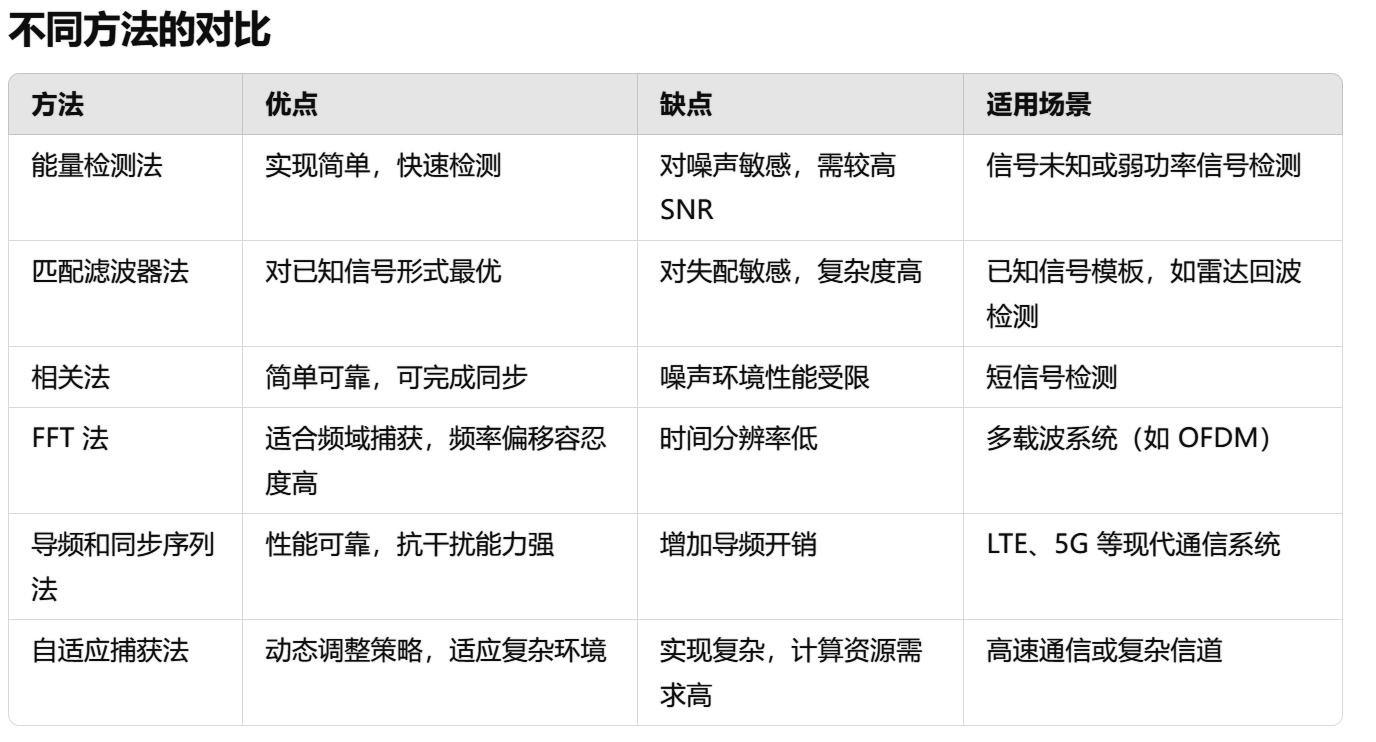 不同方法的对比
方法 优点 缺点 适用场景
能量检测法 实现简单，快速检测 对噪声敏感，需较高 信号未知或弱功率信号检测
SNR
匹配滤波器法 对已知信号形式最优 对失配敏感，复杂度高 已知信号模板，如雷达回波
检测
相关法 简单可靠，可完成同步 噪声环境性能受限 短信号检测
FFT 法 适合频域捕获，频率偏移容忍 时间分辨率低 多载波系统（如 OFDM）
度高
导频和同步序列 性能可靠，抗干扰能力强 增加导频开销 LTE、5G 等现代通信系统
法
自适应捕获法 动态调整策略，适应复杂环境 实现复杂，计算资源需 高速通信或复杂信道
求高